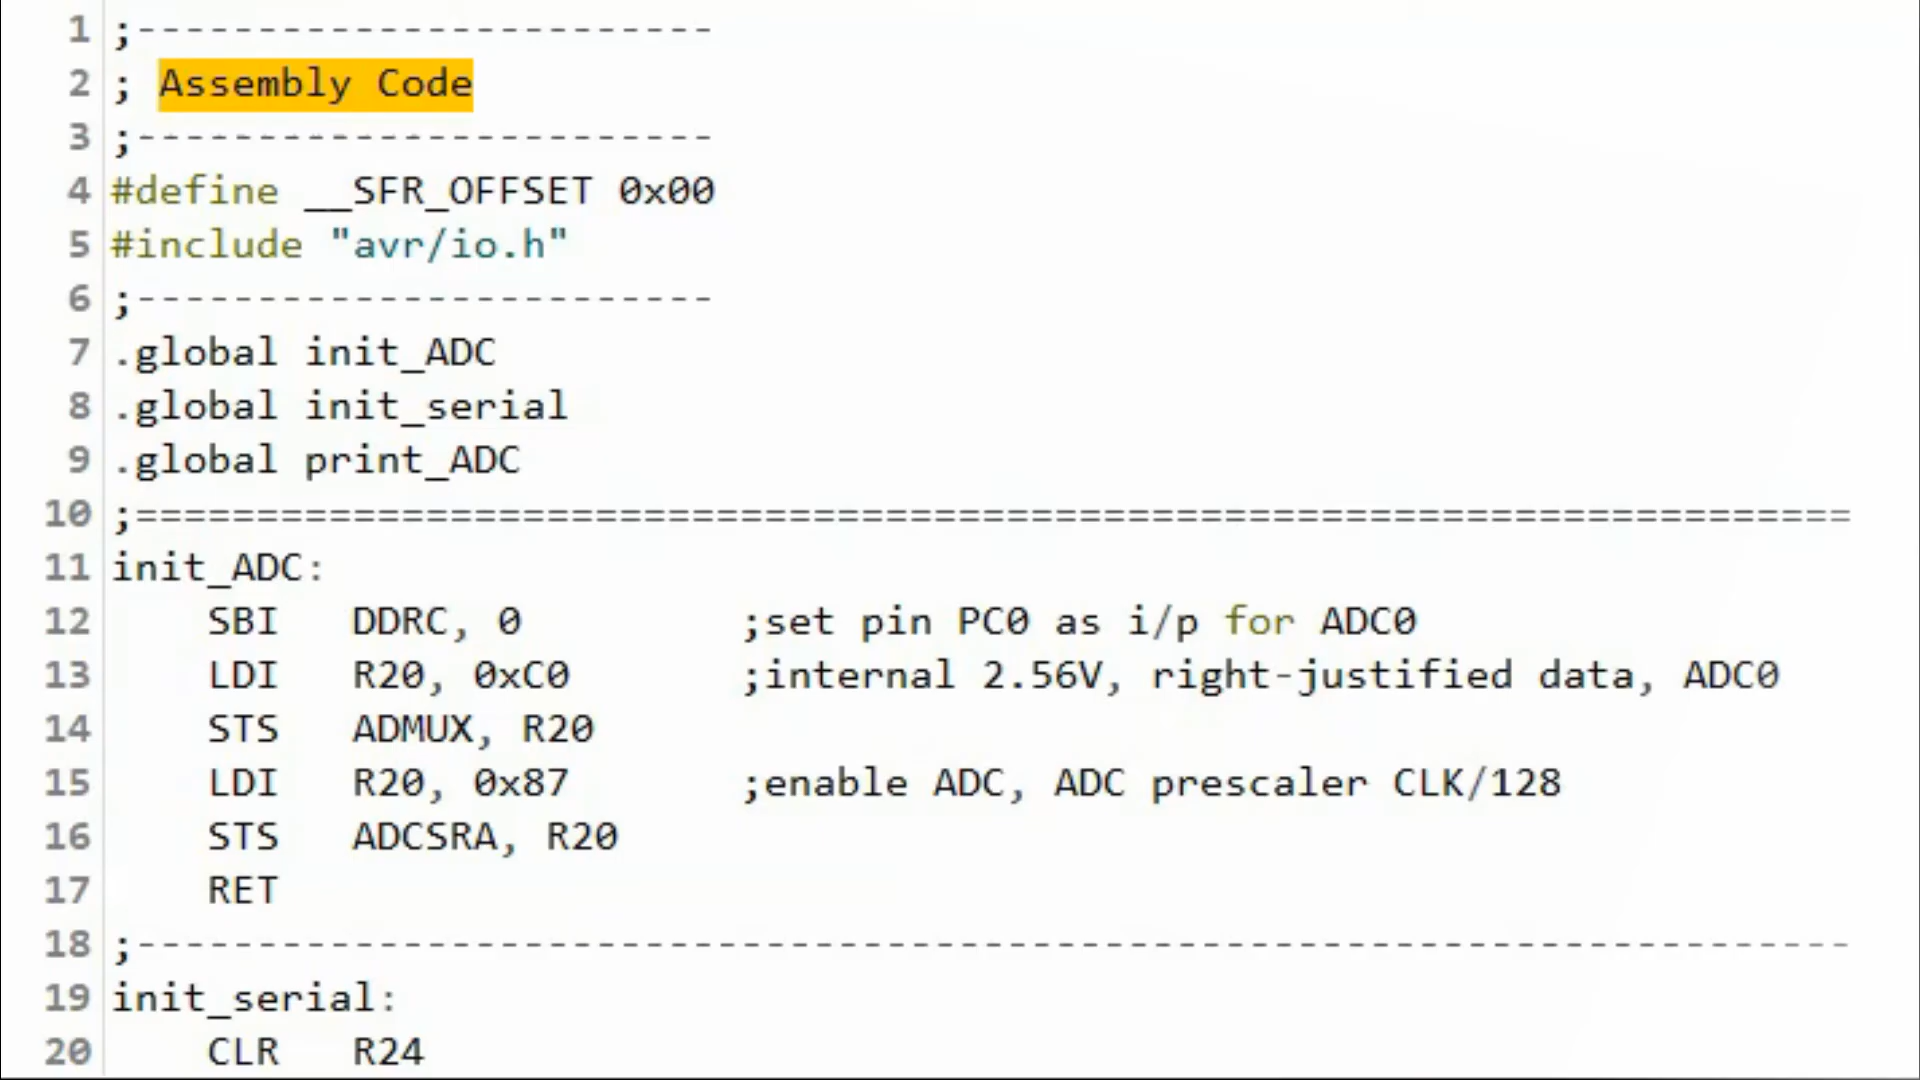 1 ;------------------------
2 ; Assembly Code
3 ;------------------------
4 #define __SFR_OFFSET 0x00
5 #include "avr/io.h"
6 ;------------------------
7 .global init_ADC
8 .global init_serial
9 .global print_ADC
10 ;=======================================================================
11 init_ADC:
12     SBI   DDRC, 0         ;set pin PC0 as i/p for ADC0
13     LDI   R20, 0xC0       ;internal 2.56V, right-justified data, ADC0
14     STS   ADMUX, R20
15     LDI   R20, 0x87       ;enable ADC, ADC prescaler CLK/128
16     STS   ADCSRA, R20
17     RET
18 ;-----------------------------------------------------------------------
19 init_serial:
20     CLR   R24